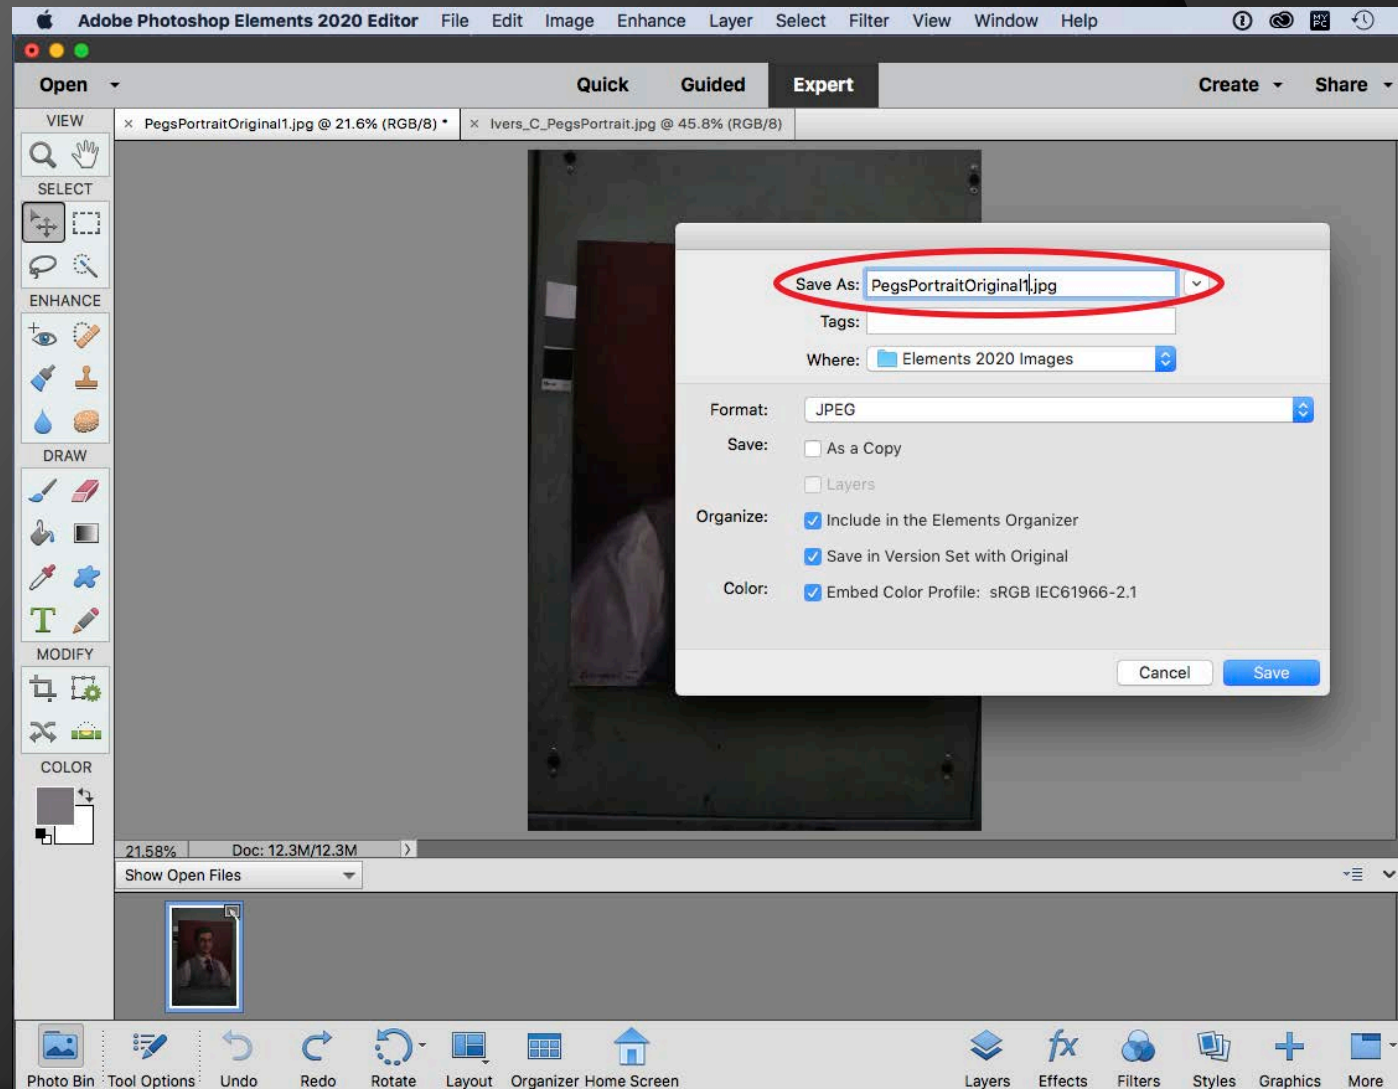 Adobe Photoshop Elements 2020 Editor File Edit Image Enhance Layer Select Filter View Window Help
Open Quick Guided Expert Create Share
VIEW
× PegsPortraitOriginal1.jpg @ 21.6% (RGB/8) * × Ivers_C_PegsPortrait.jpg @ 45.8% (RGB/8)
SELECT
ENHANCE
DRAW
T
MODIFY
COLOR
Save As: PegsPortraitOriginal1.jpg
Tags:
Where: Elements 2020 Images
Format: JPEG
Save: As a Copy
Layers
Organize: Include in the Elements Organizer
Save in Version Set with Original
Color: Embed Color Profile: sRGB IEC61966-2.1
Cancel Save
21.58% Doc: 12.3M/12.3M
Show Open Files
fx
Photo Bin Tool Options Undo Redo Rotate Layout Organizer Home Screen Layers Effects Filters Styles Graphics More